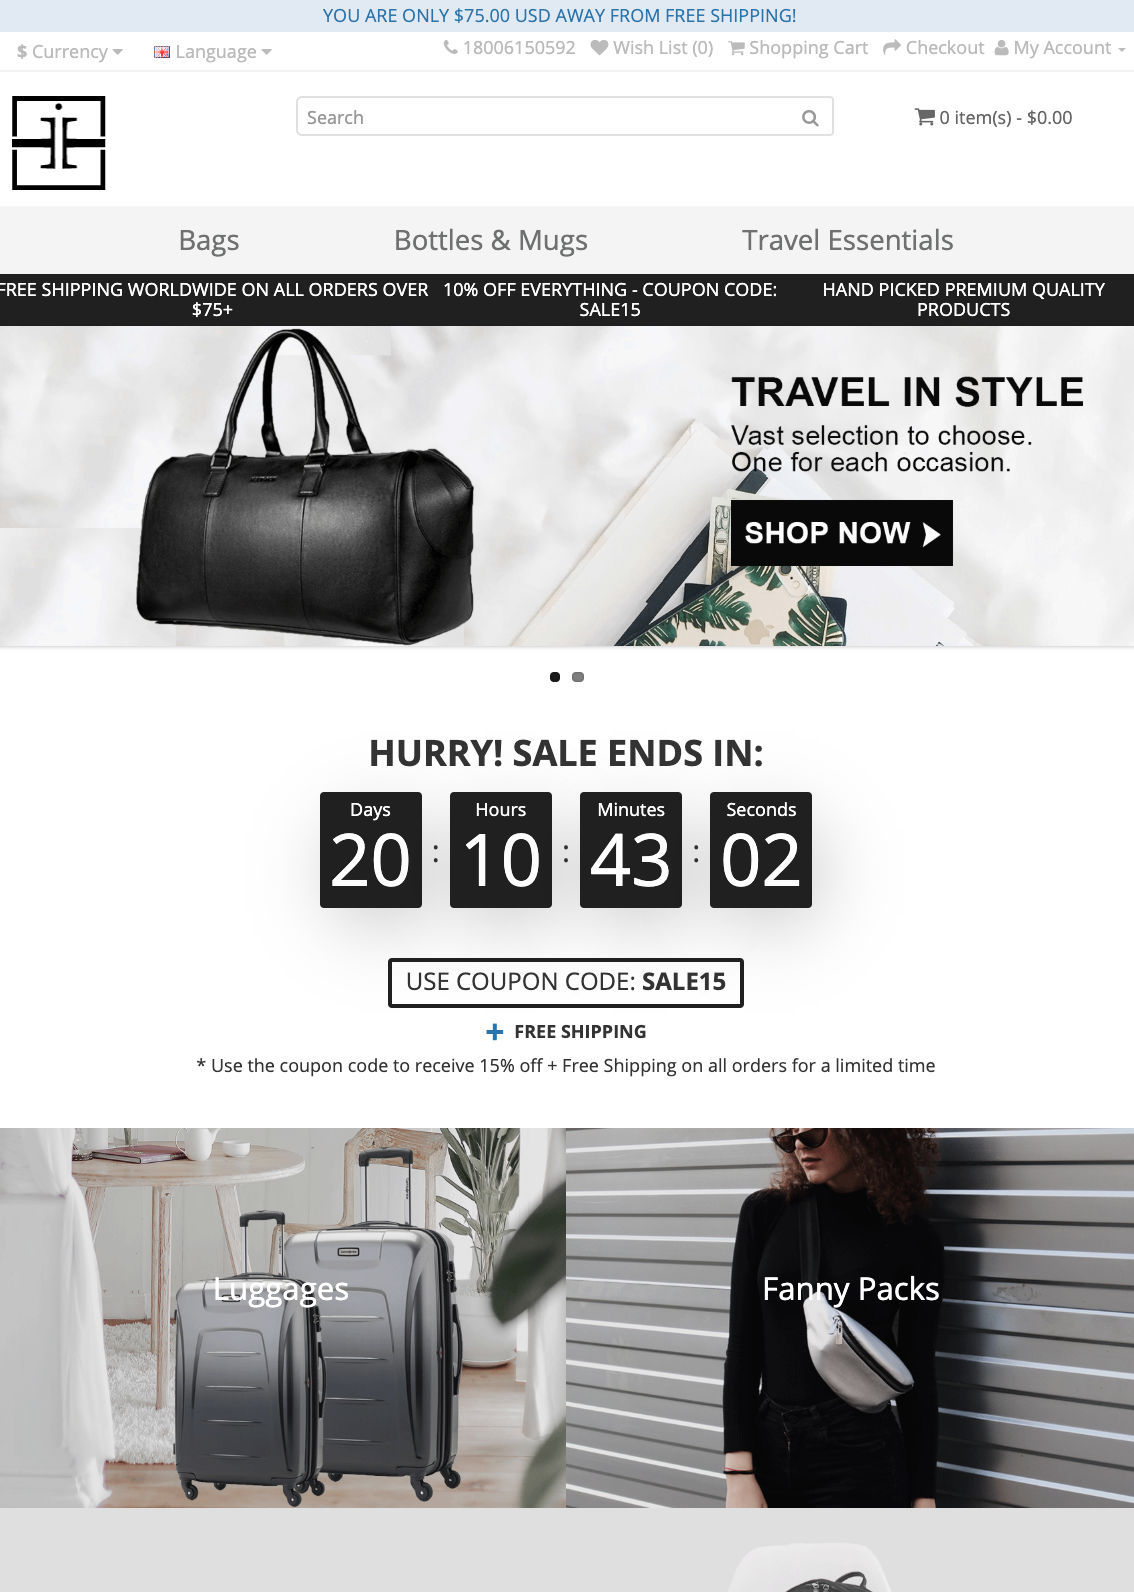 YOU ARE ONLY $75.00 USD AWAY FROM FREE SHIPPING!
$ Currency
Language
18006150592
Wish List (0)
Shopping Cart
Checkout
My Account
Search
0 item(s) - $0.00
Bags
Bottles & Mugs
Travel Essentials
FREE SHIPPING WORLDWIDE ON ALL ORDERS OVER
$75+
10% OFF EVERYTHING - COUPON CODE:
SALE15
HAND PICKED PREMIUM QUALITY
PRODUCTS
TRAVEL IN STYLE
Vast selection to choose.
One for each occasion.
SHOP NOW
HURRY! SALE ENDS IN:
Days
Hours
Minutes
Seconds
20 : 10 : 43 : 02
USE COUPON CODE: SALE15
+ FREE SHIPPING
* Use the coupon code to receive 15% off + Free Shipping on all orders for a limited time
Luggages
Fanny Packs